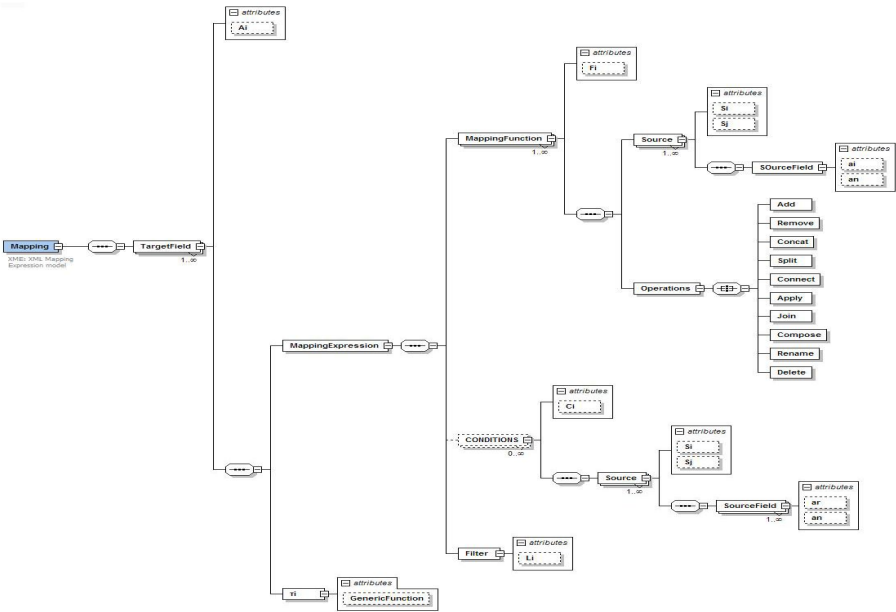 attributes
Ai
attributes
Fi
attributes
Si
Sj
MappingFunction
1..∞
Source
1..∞
attributes
ai
an
SOurceField
Add
Remove
Concat
Split
Connect
Apply
Join
Compose
Rename
Delete
Operations
Mapping
XME: XML Mapping
Expression model
TargetField
1..∞
MappingExpression
attributes
Ci
CONDITIONS
0..∞
attributes
Si
Sj
Source
1..∞
attributes
ar
an
SourceField
1..∞
Filter
attributes
Li
τi
attributes
GenericFunction